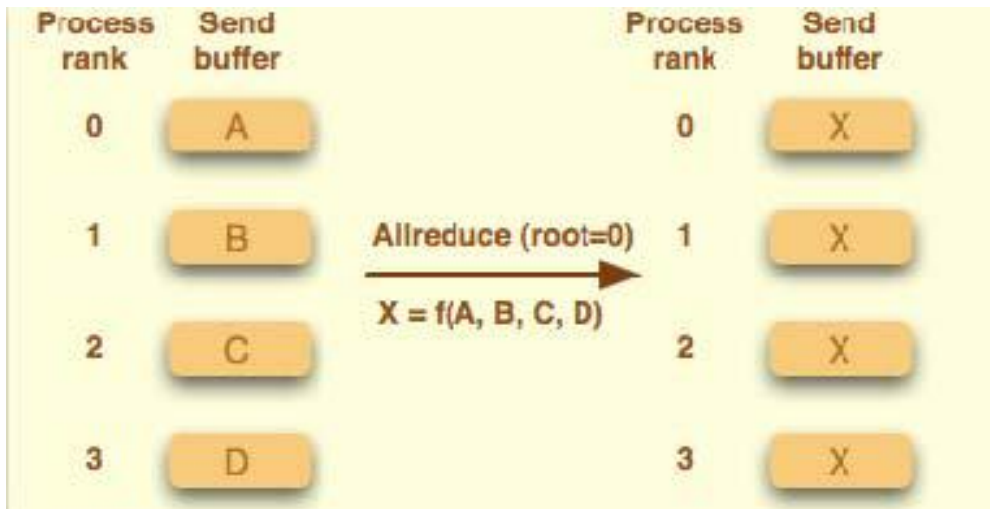 Process rank Send buffer Process rank Send buffer
0 A 0 X
1 B Allreduce (root=0) 1 X
X = f(A, B, C, D)
2 C 2 X
3 D 3 X